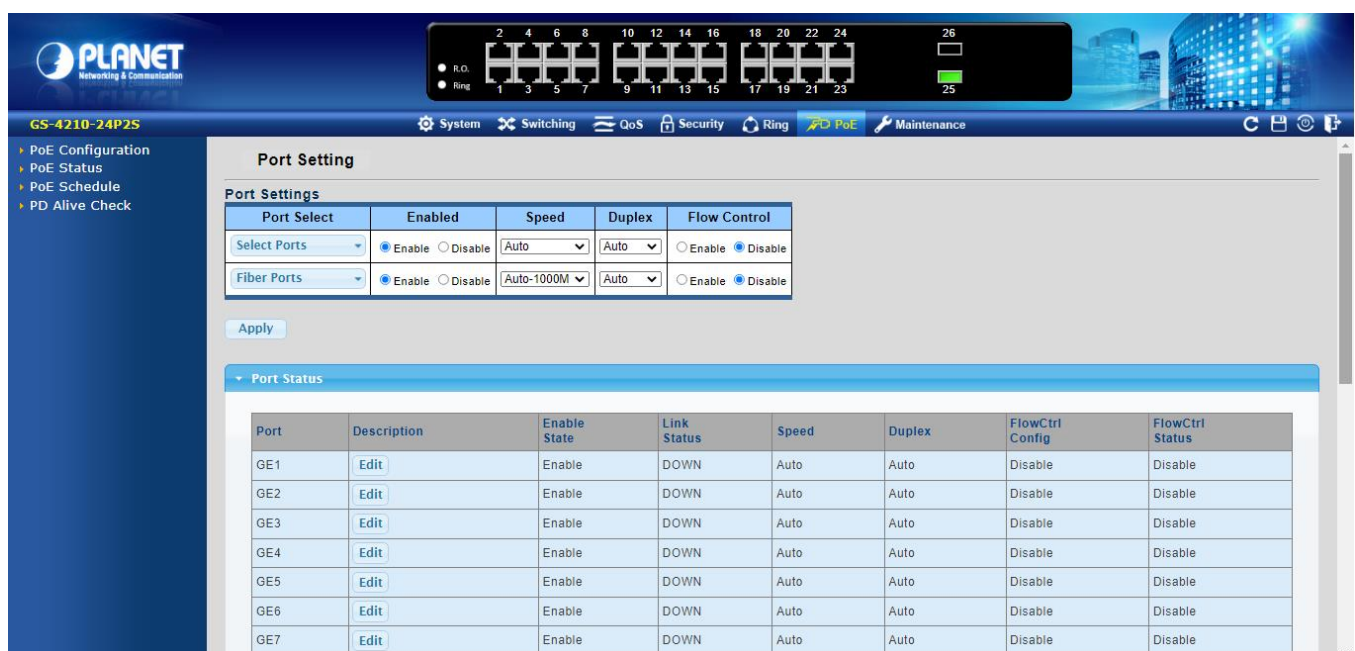 PLANET
Networking & Communication
2 4 6 8 10 12 14 16 18 20 22 24 26
R.O.
Ring
1 3 5 7 9 11 13 15 17 19 21 23 25
GS-4210-24P2S
System Switching QoS Security Ring PoE Maintenance
PoE Configuration
PoE Status
PoE Schedule
PD Alive Check
Port Setting
Port Settings
Port Select Enabled Speed Duplex Flow Control
Select Ports Enable Disable Auto Auto Enable Disable
Fiber Ports Enable Disable Auto-1000M Auto Enable Disable
Apply
Port Status
Port Description Enable State Link Status Speed Duplex FlowCtrl Config FlowCtrl Status
GE1 Edit Enable DOWN Auto Auto Disable Disable
GE2 Edit Enable DOWN Auto Auto Disable Disable
GE3 Edit Enable DOWN Auto Auto Disable Disable
GE4 Edit Enable DOWN Auto Auto Disable Disable
GE5 Edit Enable DOWN Auto Auto Disable Disable
GE6 Edit Enable DOWN Auto Auto Disable Disable
GE7 Edit Enable DOWN Auto Auto Disable Disable